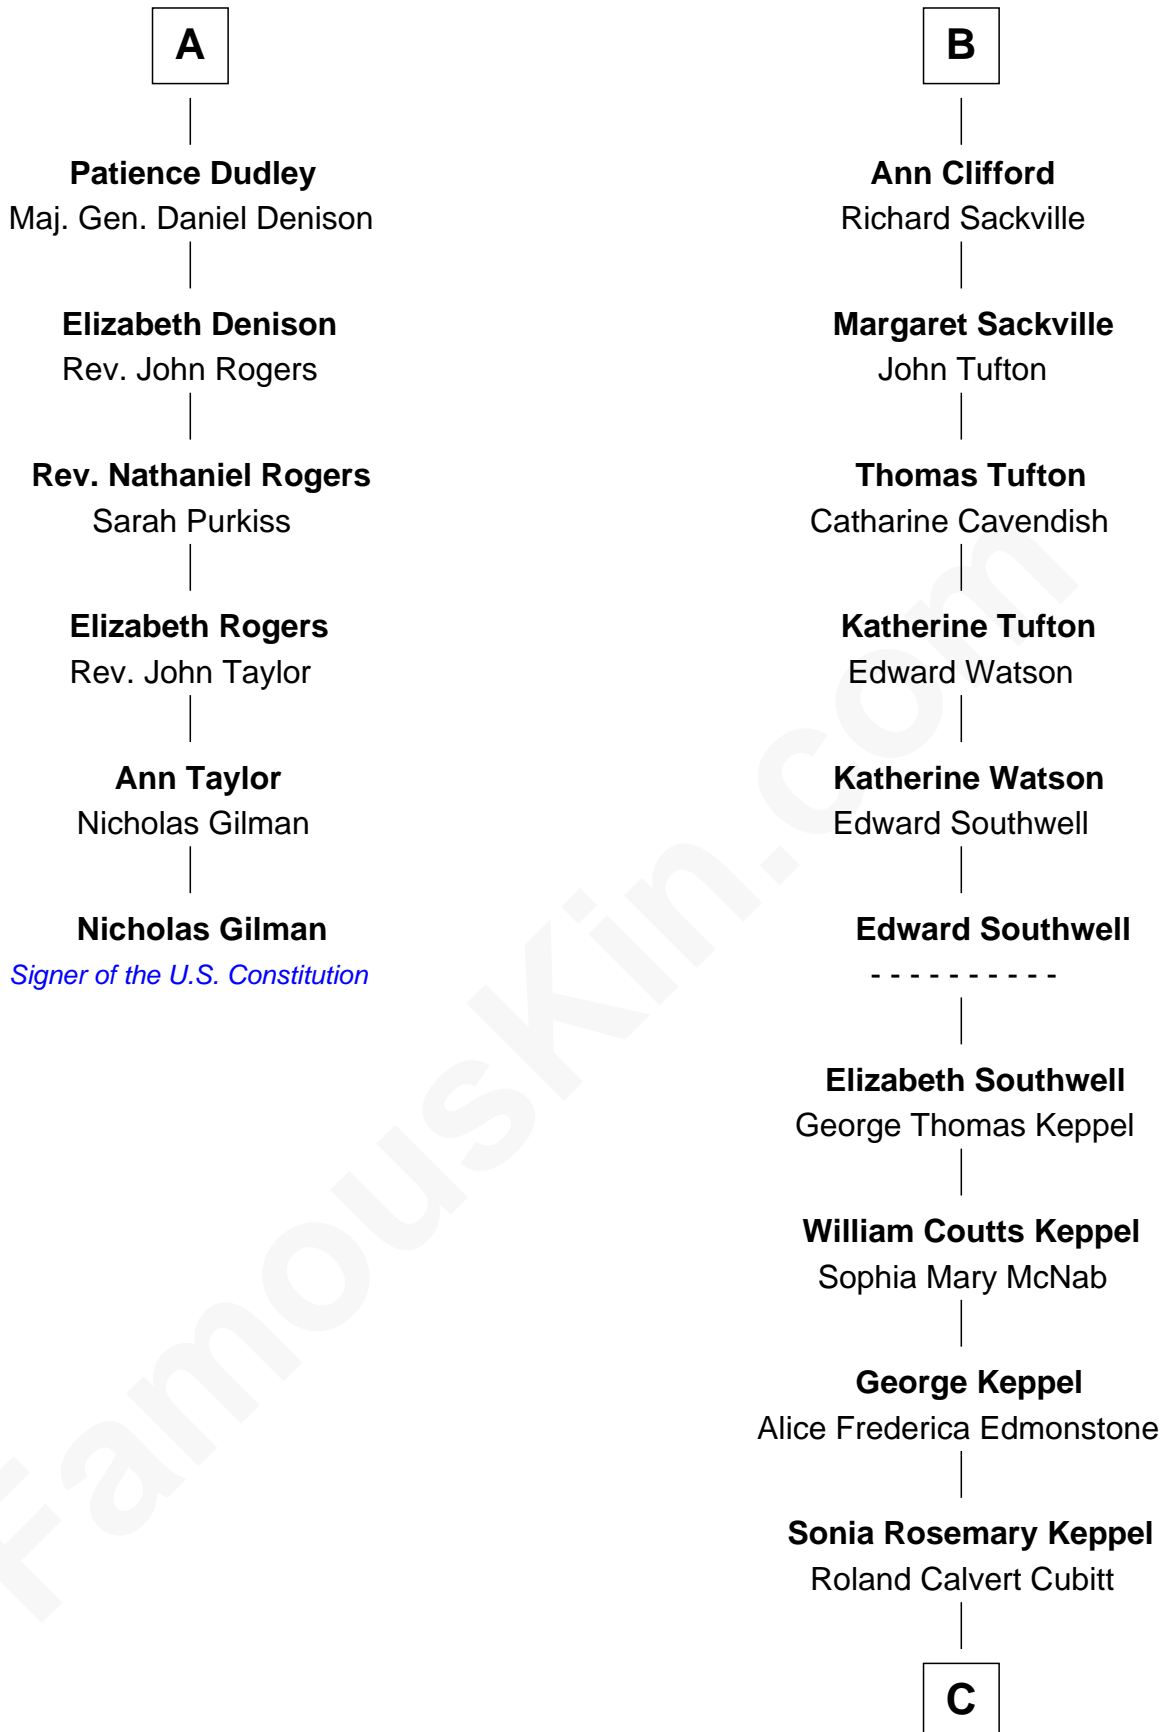 A
Patience Dudley
Maj. Gen. Daniel Denison
Elizabeth Denison
Rev. John Rogers
Rev. Nathaniel Rogers
Sarah Purkiss
Elizabeth Rogers
Rev. John Taylor
Ann Taylor
Nicholas Gilman
Nicholas Gilman
Signer of the U.S. Constitution
B
Ann Clifford
Richard Sackville
Margaret Sackville
John Tufton
Thomas Tufton
Catharine Cavendish
Katherine Tufton
Edward Watson
Katherine Watson
Edward Southwell
Edward Southwell
- - - - - - - - - -
Elizabeth Southwell
George Thomas Keppel
William Coutts Keppel
Sophia Mary McNab
George Keppel
Alice Frederica Edmonstone
Sonia Rosemary Keppel
Roland Calvert Cubitt
C
FamousKin.com